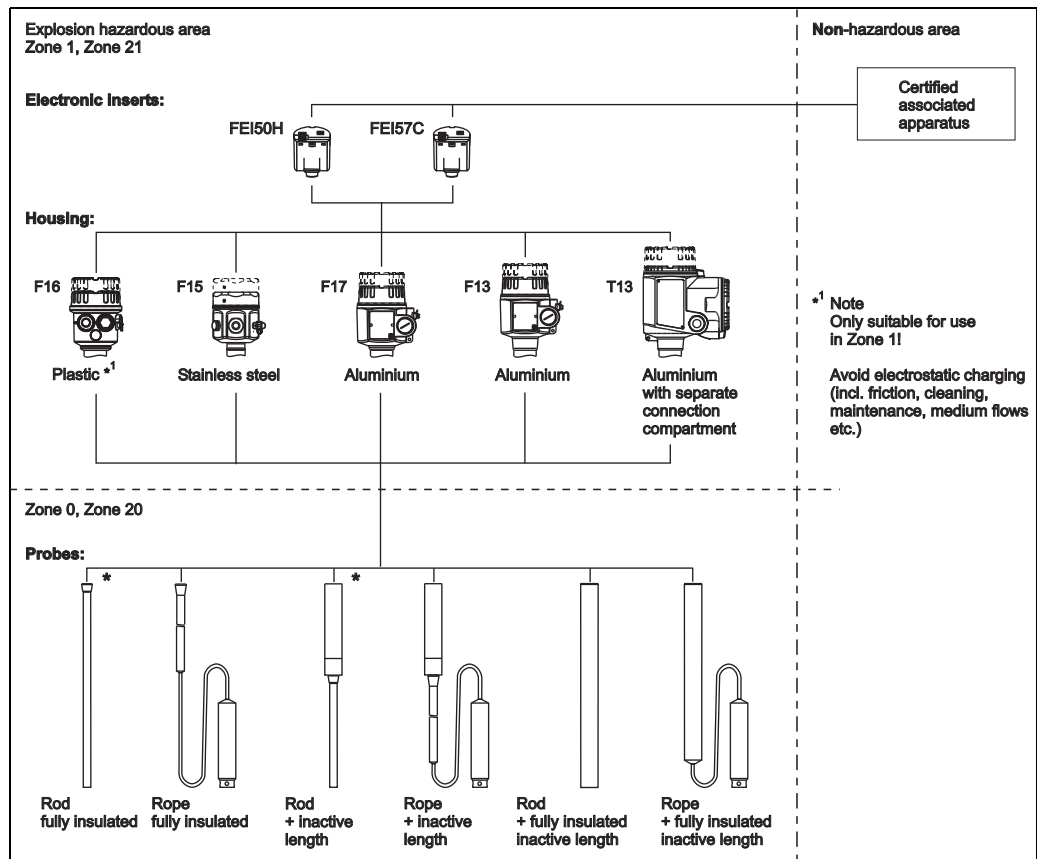 Explosion hazardous area
Zone 1, Zone 21
Non-hazardous area
Electronic inserts:
Certified
associated
apparatus
FEI50H
FEI57C
Housing:
F16
F15
F17
F13
T13
Plastic *1
Stainless steel
Aluminium
Aluminium
Aluminium
with separate
connection
compartment
*1 Note
Only suitable for use
in Zone 1!
Avoid electrostatic charging
(incl. friction, cleaning,
maintenance, medium flows
etc.)
Zone 0, Zone 20
Probes:
*
*
Rod
fully insulated
Rope
fully insulated
Rod
+ inactive
length
Rope
+ inactive
length
Rod
+ fully insulated
inactive length
Rope
+ fully insulated
inactive length